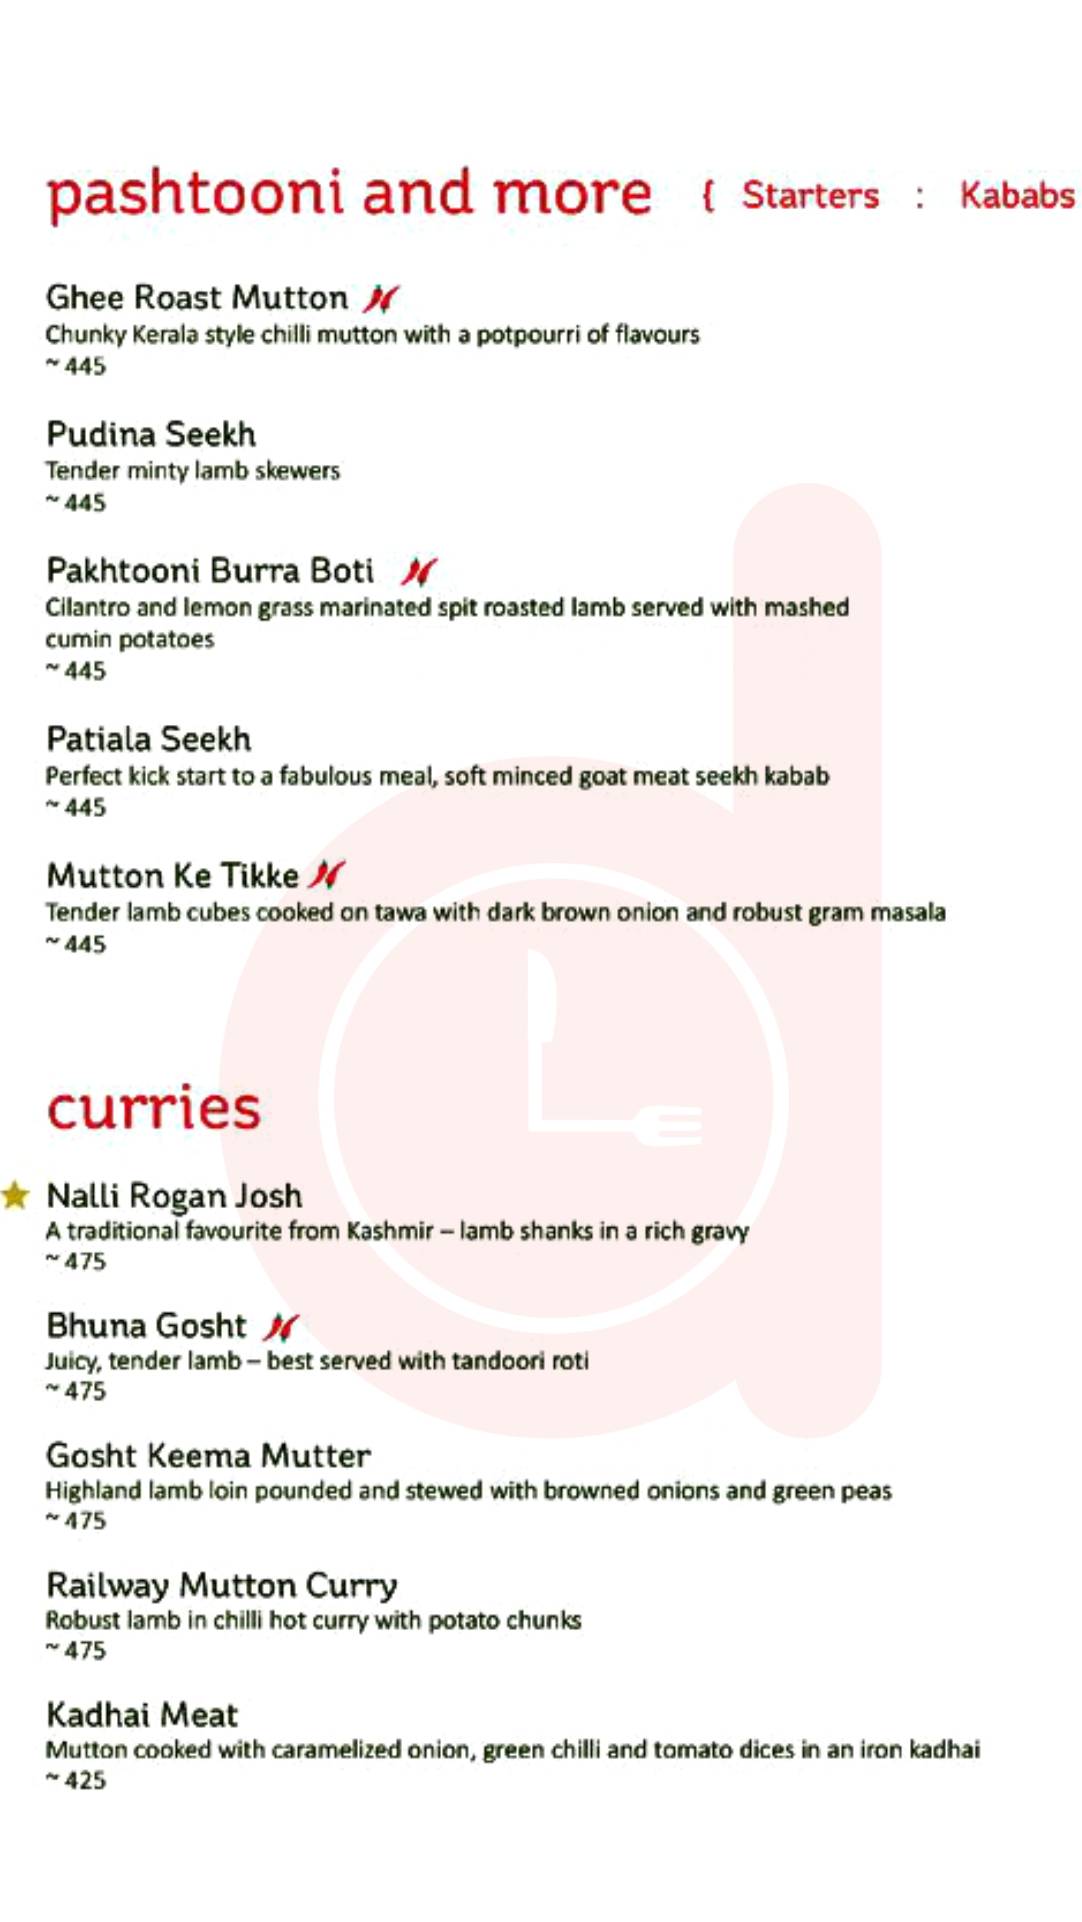 pashtooni and more { Starters : Kababs
Ghee Roast Mutton
Chunky Kerala style chilli mutton with a potpourri of flavours
~ 445
Pudina Seekh
Tender minty lamb skewers
~ 445
Pakhtooni Burra Boti
Cilantro and lemon grass marinated spit roasted lamb served with mashed
cumin potatoes
~ 445
Patiala Seekh
Perfect kick start to a fabulous meal, soft minced goat meat seekh kabab
~ 445
Mutton Ke Tikke
Tender lamb cubes cooked on tawa with dark brown onion and robust gram masala
~ 445
curries
Nalli Rogan Josh
A traditional favourite from Kashmir – lamb shanks in a rich gravy
~ 475
Bhuna Gosht
Juicy, tender lamb – best served with tandoori roti
~ 475
Gosht Keema Mutter
Highland lamb loin pounded and stewed with browned onions and green peas
~ 475
Railway Mutton Curry
Robust lamb in chilli hot curry with potato chunks
~ 475
Kadhai Meat
Mutton cooked with caramelized onion, green chilli and tomato dices in an iron kadhai
~ 425